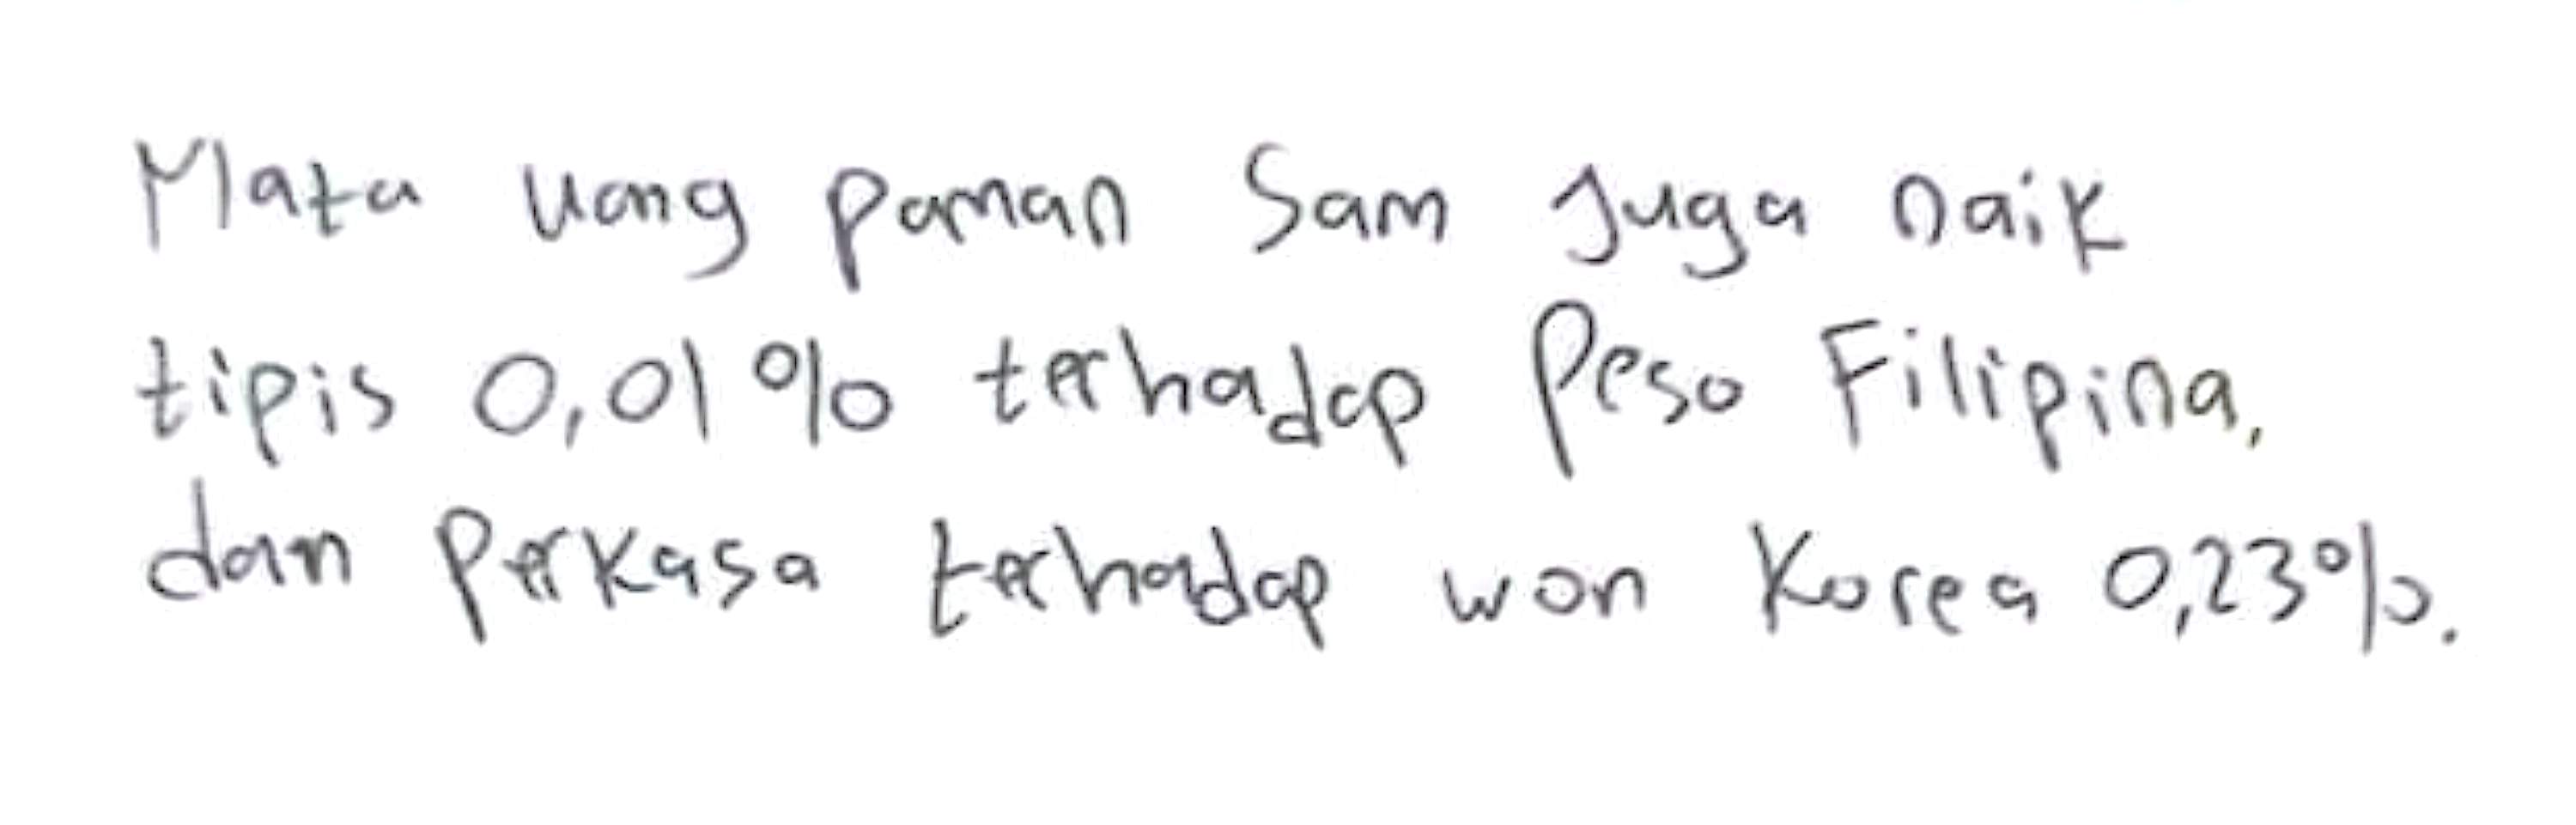 Mata uang paman Sam juga naik
tipis 0,01% terhadap Peso Filipina,
dan Perkasa terhadap won Korea 0,23%.